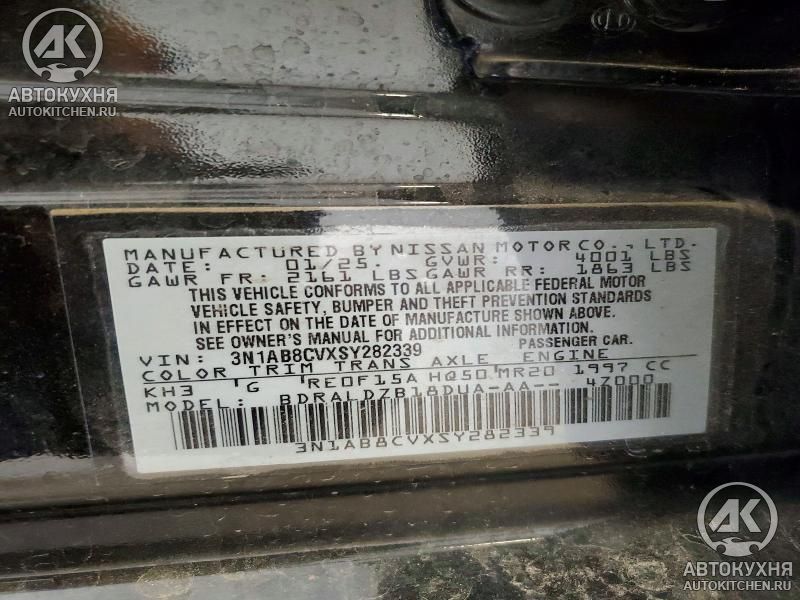 АК
АВТОКУХНЯ
AUTOKITCHEN.RU
MANUFACTURED BY NISSAN MOTOR CO., LTD.
DATE: 01/25 GVWR: 4001 LBS
GAWR FR: 2161 LBS GAWR RR: 1863 LBS
THIS VEHICLE CONFORMS TO ALL APPLICABLE FEDERAL MOTOR
VEHICLE SAFETY, BUMPER AND THEFT PREVENTION STANDARDS
IN EFFECT ON THE DATE OF MANUFACTURE SHOWN ABOVE.
SEE OWNER'S MANUAL FOR ADDITIONAL INFORMATION.
PASSENGER CAR.
VIN: 3N1AB8CVXSY282339
COLOR TRIM TRANS AXLE ENGINE
KH3 G RE0F15A HQ50 MR20 1997 CC
MODEL: BDRALDZB18DUA-AA-- 47000
3N1AB8CVXSY282339
АК
АВТОКУХНЯ
AUTOKITCHEN.RU